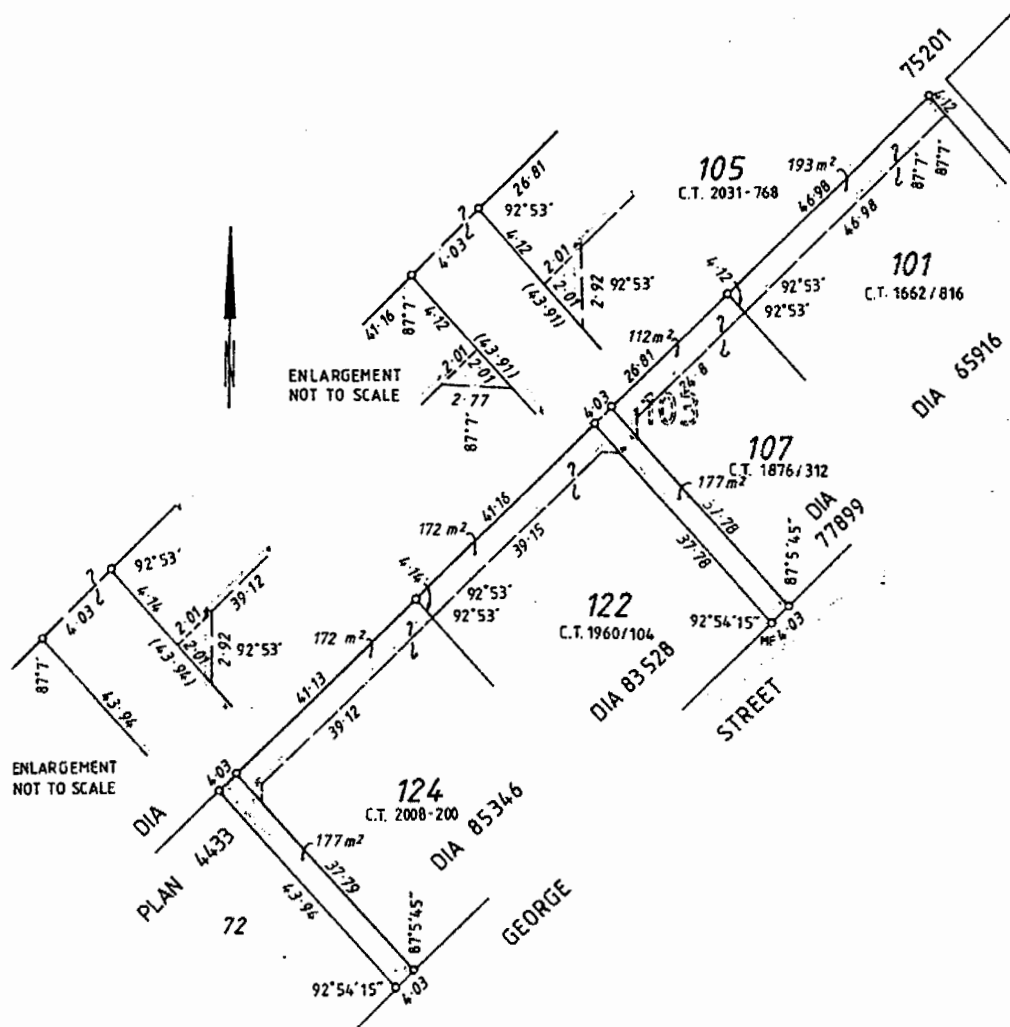 75201
4·12
105
C.T. 2031-768
193 m²
46·98
46·98
87°7'
87°7'
101
C.T. 1662/816
DIA 65916
26·81
92°53'
4·03
4·12
2·01
2·01
(43·91)
2·92
92°53'
41·16
87°7'
4·12
2·01
2·01
(43·91)
2·77
87°7'
ENLARGEMENT
NOT TO SCALE
4·12
92°53'
92°53'
112 m²
26·81
24·8
4·03
107
C.T. 1876/312
177 m²
37·78
37·78
DIA
77899
87°5'45"
92°54'15"
MF
4·03
172 m²
41·16
39·15
4·14
92°53'
92°53'
122
C.T. 1960/104
DIA 83528
STREET
92°53'
4·03
4·14
2·01
2·01
(43·94)
39·12
2·92
92°53'
87°7'
43·94
ENLARGEMENT
NOT TO SCALE
172 m²
41·13
39·12
4·03
124
C.T. 2008-200
DIA 85346
DIA
PLAN 4433
72
177 m²
37·79
43·94
87°5'45"
92°54'15"
4·03
GEORGE